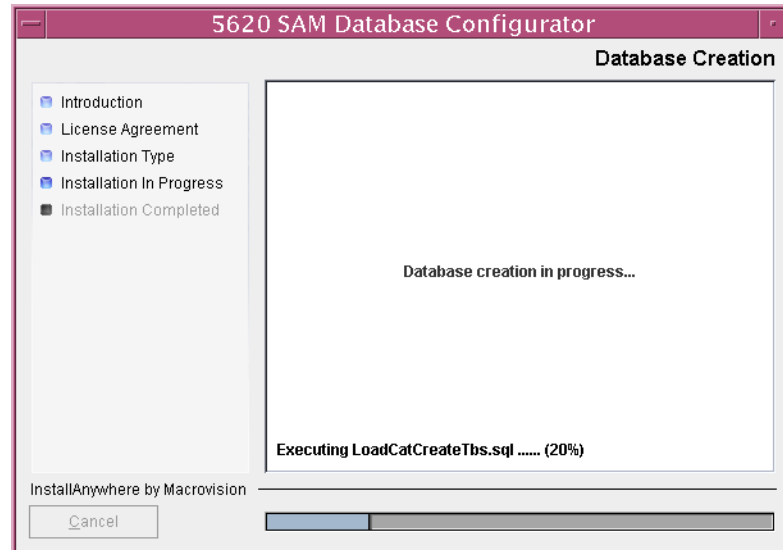 5620 SAM Database Configurator
Database Creation
Introduction
License Agreement
Installation Type
Installation In Progress
Installation Completed
Database creation in progress...
Executing LoadCatCreateTbs.sql ...... (20%)
InstallAnywhere by Macrovision
Cancel